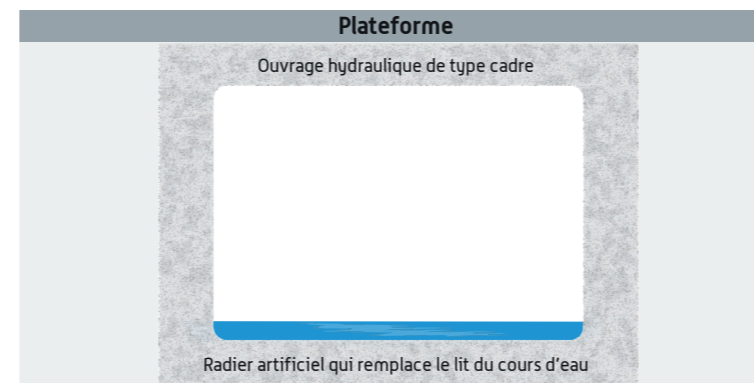 Plateforme
Ouvrage hydraulique de type cadre
Radier artificiel qui remplace le lit du cours d'eau